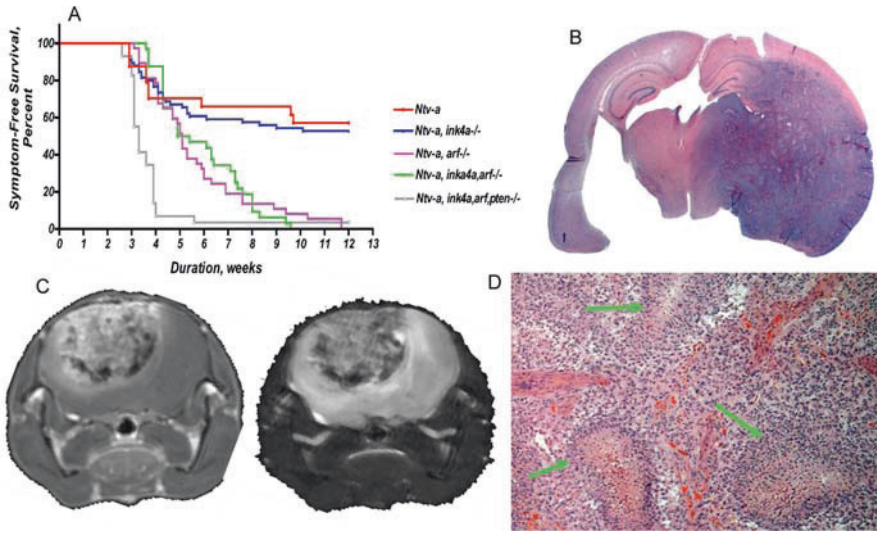 A
Symptom-Free Survival,
Percent
100
80
60
40
20
0
0 1 2 3 4 5 6 7 8 9 10 11 12 13
Duration, weeks
Ntv-a
Ntv-a, ink4a-/-
Ntv-a, arf-/-
Ntv-a, inka4a,arf-/-
Ntv-a, ink4a,arf,pten-/-
B
C
D